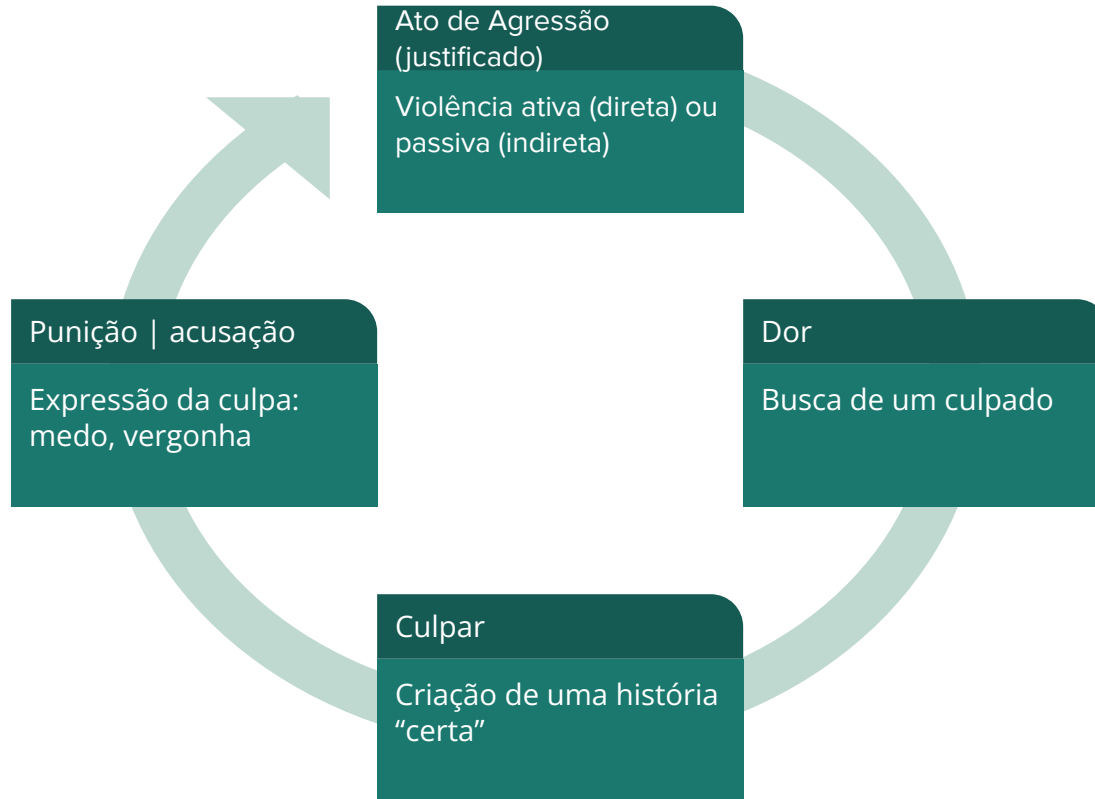 Ato de Agressão
(justificado)
Violência ativa (direta) ou
passiva (indireta)
Dor
Busca de um culpado
Culpar
Criação de uma história
“certa”
Punição | acusação
Expressão da culpa:
medo, vergonha